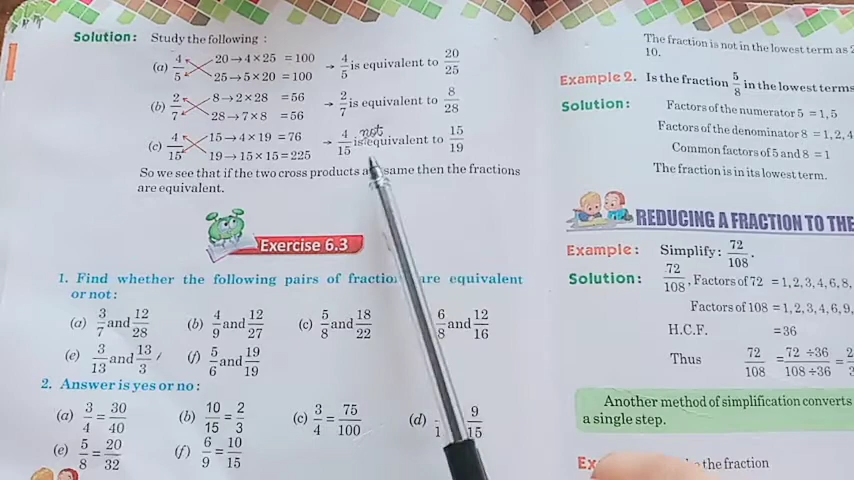 Solution: Study the following :
(a) 4/5 20→4×25 =100 → 4/5 is equivalent to 20/25
25→5×20 =100
(b) 2/7 8→2×28 =56 → 2/7 is equivalent to 8/28
28→7×8 =56
(c) 4/15 15→4×19 =76 → 4/15 is not equivalent to 15/19
19→15×15=225
So we see that if the two cross products a same then the fractions
are equivalent.
Exercise 6.3
1. Find whether the following pairs of fractio are equivalent
or not:
(a) 3/7 and 12/28 (b) 4/9 and 12/27 (c) 5/8 and 18/22 6/8 and 12/16
(e) 3/13 and 13/3 (f) 5/6 and 19/19
2. Answer is yes or no:
(a) 3/4 = 30/40 (b) 10/15 = 2/3 (c) 3/4 = 75/100 (d) 9/15
(e) 5/8 = 20/32 (f) 6/9 = 10/15
The fraction is not in the lowest term as 2
10.
Example 2. Is the fraction 5/8 in the lowest terms
Solution: Factors of the numerator 5 = 1,5
Factors of the denominator 8 = 1, 2, 4
Common factors of 5 and 8 = 1
The fraction is in its lowest term.
REDUCING A FRACTION TO THE
Example: Simplify: 72/108.
Solution: 72/108, Factors of 72 = 1,2,3,4,6,8,
Factors of 108 = 1,2,3,4,6,9,
H.C.F. =36
Thus 72/108 = 72 ÷36/108 ÷36 = 2/3
Another method of simplification converts
a single step.
Ex the fraction